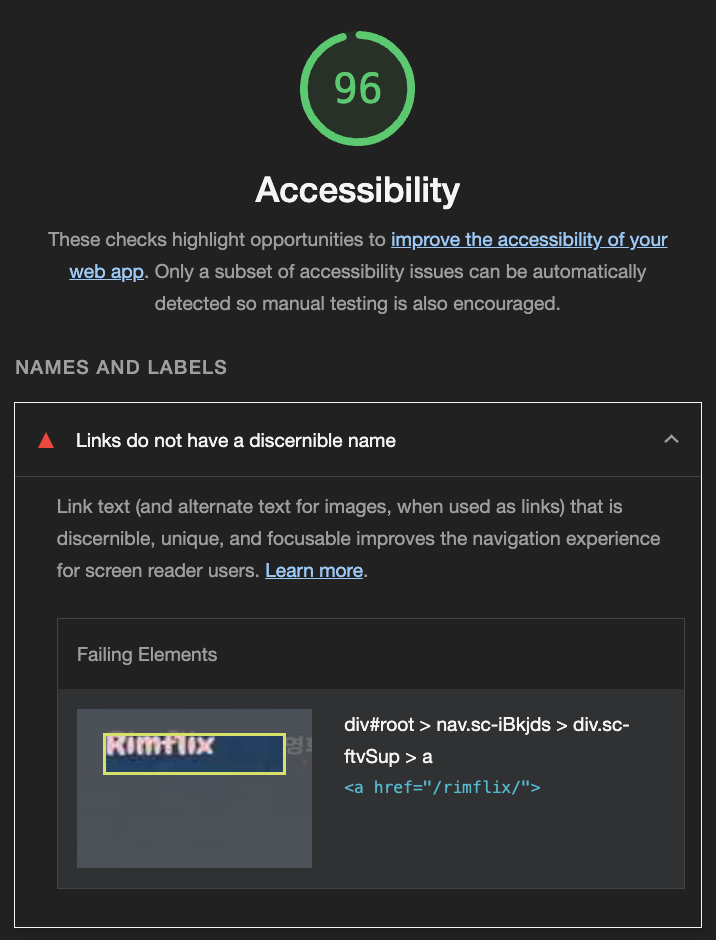 96
Accessibility
These checks highlight opportunities to improve the accessibility of your
web app. Only a subset of accessibility issues can be automatically
detected so manual testing is also encouraged.
NAMES AND LABELS
Links do not have a discernible name
Link text (and alternate text for images, when used as links) that is
discernible, unique, and focusable improves the navigation experience
for screen reader users. Learn more.
Failing Elements
Rimflix
div#root > nav.sc-iBkjds > div.sc-
ftvSup > a
<a href="/rimflix/">